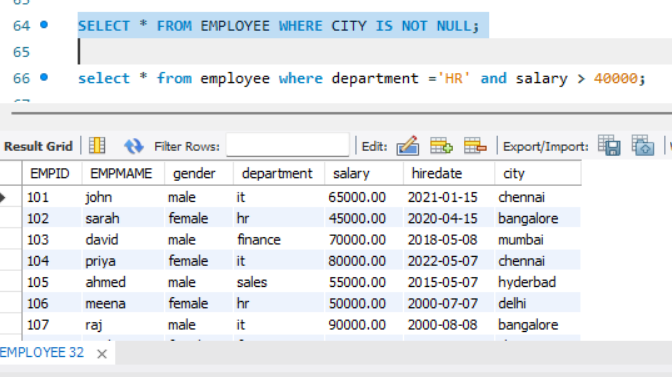 64 SELECT * FROM EMPLOYEE WHERE CITY IS NOT NULL;
65
66 select * from employee where department ='HR' and salary > 40000;
Result Grid Filter Rows: Edit: Export/Import:
EMPID EMPMAME gender department salary hiredate city
101 john male it 65000.00 2021-01-15 chennai
102 sarah female hr 45000.00 2020-04-15 bangalore
103 david male finance 70000.00 2018-05-08 mumbai
104 priya female it 80000.00 2022-05-07 chennai
105 ahmed male sales 55000.00 2015-05-07 hyderbad
106 meena female hr 50000.00 2000-07-07 delhi
107 raj male it 90000.00 2000-08-08 bangalore
EMPLOYEE 32